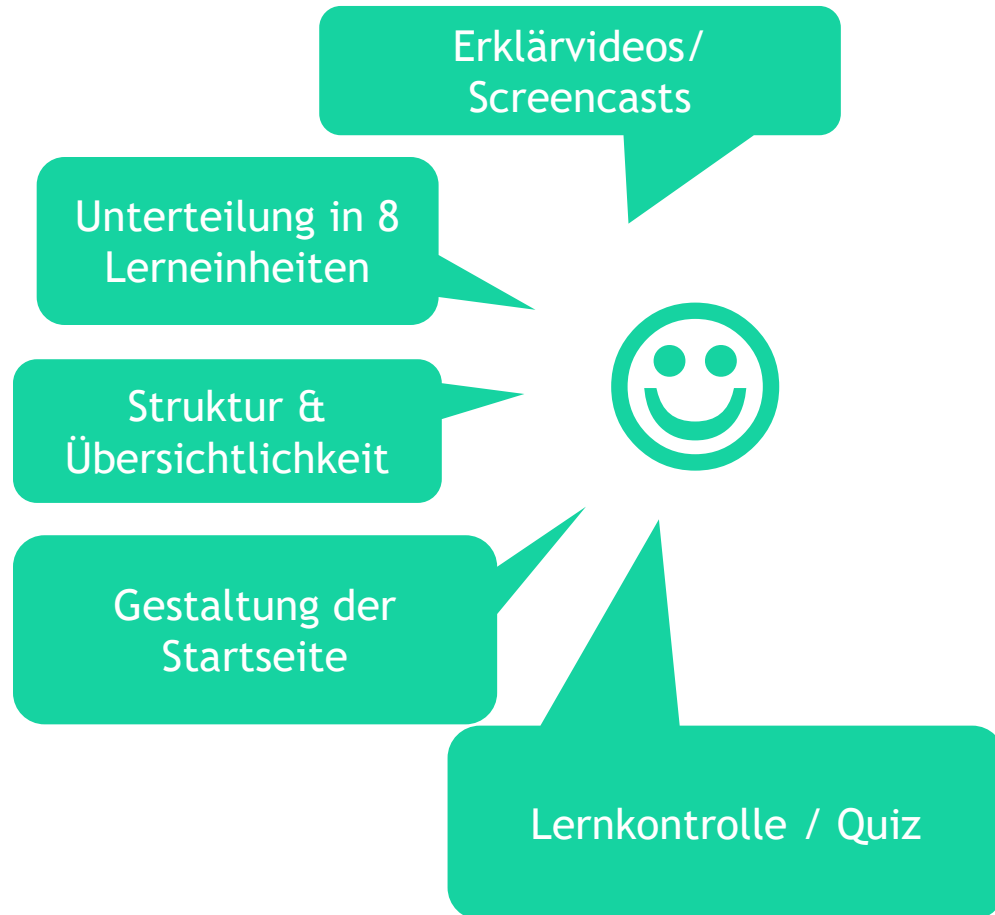 Erklärvideos/
Screencasts
Unterteilung in 8
Lerneinheiten
Struktur &
Übersichtlichkeit
Gestaltung der
Startseite
Lernkontrolle / Quiz